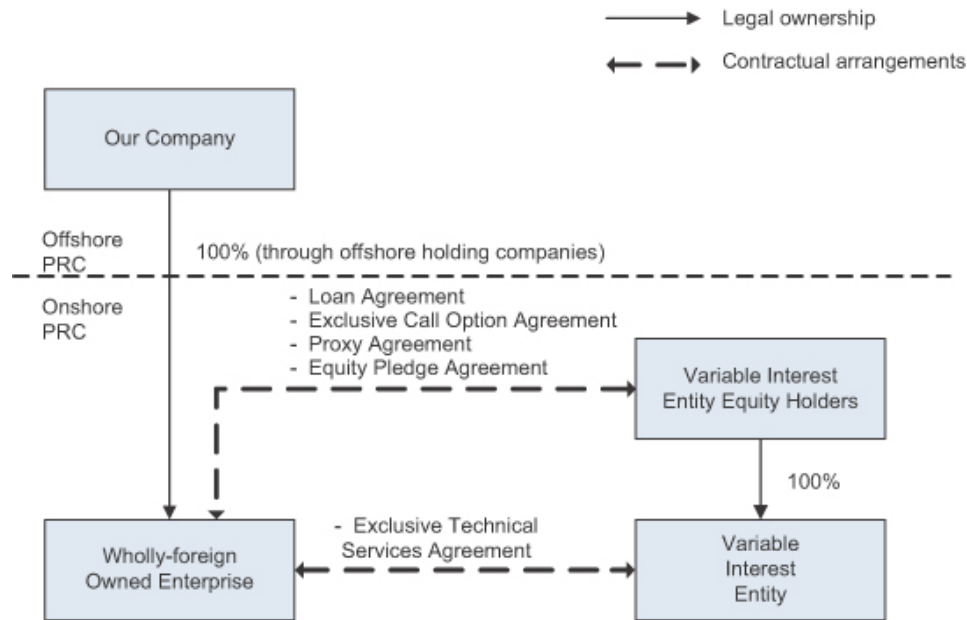 Legal ownership
Contractual arrangements
Our Company
Offshore
PRC
100% (through offshore holding companies)
Onshore
PRC
- Loan Agreement
- Exclusive Call Option Agreement
- Proxy Agreement
- Equity Pledge Agreement
Variable Interest
Entity Equity Holders
100%
- Exclusive Technical
Services Agreement
Wholly-foreign
Owned Enterprise
Variable
Interest
Entity